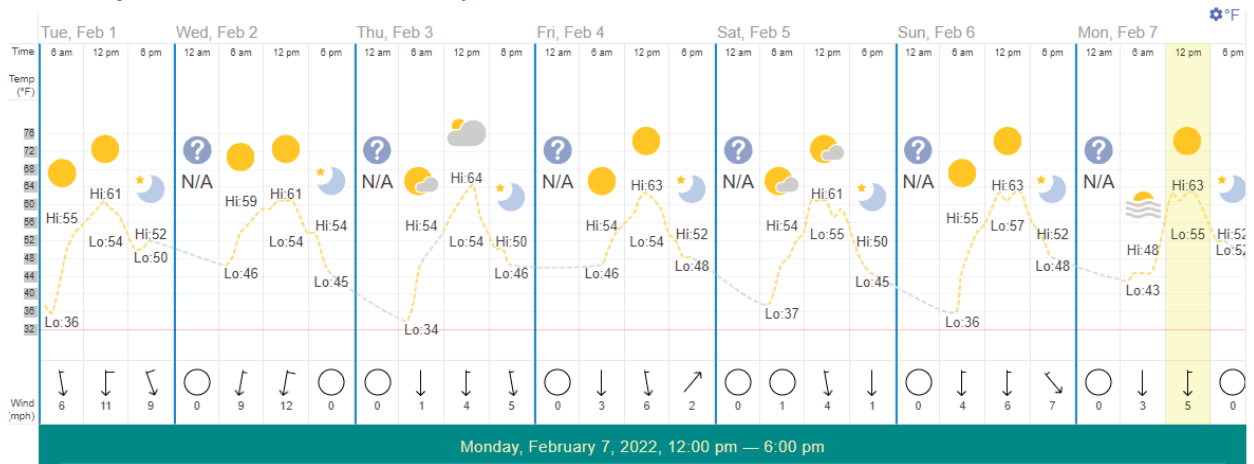 °F
Tue, Feb 1 Wed, Feb 2 Thu, Feb 3 Fri, Feb 4 Sat, Feb 5 Sun, Feb 6 Mon, Feb 7
Time 6 am 12 pm 6 pm 12 am 6 am 12 pm 6 pm 12 am 6 am 12 pm 6 pm 12 am 6 am 12 pm 6 pm 12 am 6 am 12 pm 6 pm 12 am 6 am 12 pm 6 pm 12 am 6 am 12 pm 6 pm
Temp
(°F)
76
72 ? ? ? ? ? ?
68 N/A N/A N/A N/A N/A N/A
64 Hi:61 Hi:59 Hi:61 Hi:64 Hi:63 Hi:61 Hi:63 Hi:63
60
56 Hi:55 Hi:54 Hi:54 Hi:54 Hi:54 Hi:55
52 Lo:54 Hi:52 Lo:54 Lo:54 Hi:50 Lo:54 Hi:52 Lo:55 Hi:50 Lo:57 Hi:52 Lo:55 Hi:52
48 Lo:50 Hi:48 Lo:52
44 Lo:46 Lo:45 Lo:46 Lo:46 Lo:48 Lo:45 Lo:48
40 Lo:43
36 Lo:36 Lo:37 Lo:36
32 Lo:34
Wind
(mph)
6 11 9 0 9 12 0 0 1 4 5 0 3 6 2 0 1 4 1 0 4 6 7 0 3 5 0
Monday, February 7, 2022, 12:00 pm — 6:00 pm